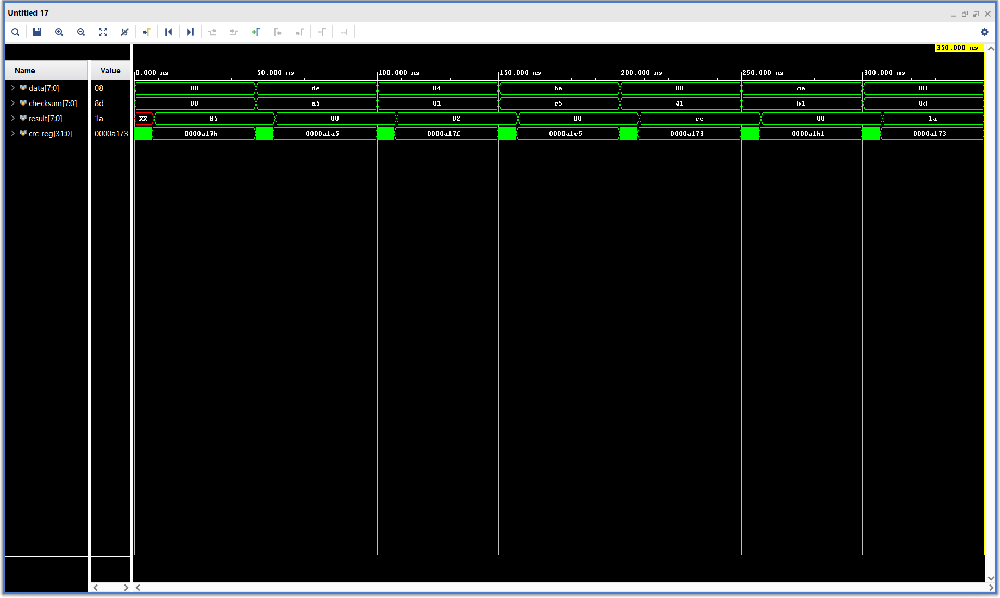 Untitled 17
350.000 ns
Name Value
0.000 ns 50.000 ns 100.000 ns 150.000 ns 200.000 ns 250.000 ns 300.000 ns
data[7:0] 08 00 de 04 be 08 ca 08
checksum[7:0] 8d 00 a5 81 c5 41 b1 8d
result[7:0] 1a XX 85 00 02 00 ce 00 1a
crc_reg[31:0] 0000a173 0000a17b 0000a1a5 0000a17f 0000a1c5 0000a173 0000a1b1 0000a173